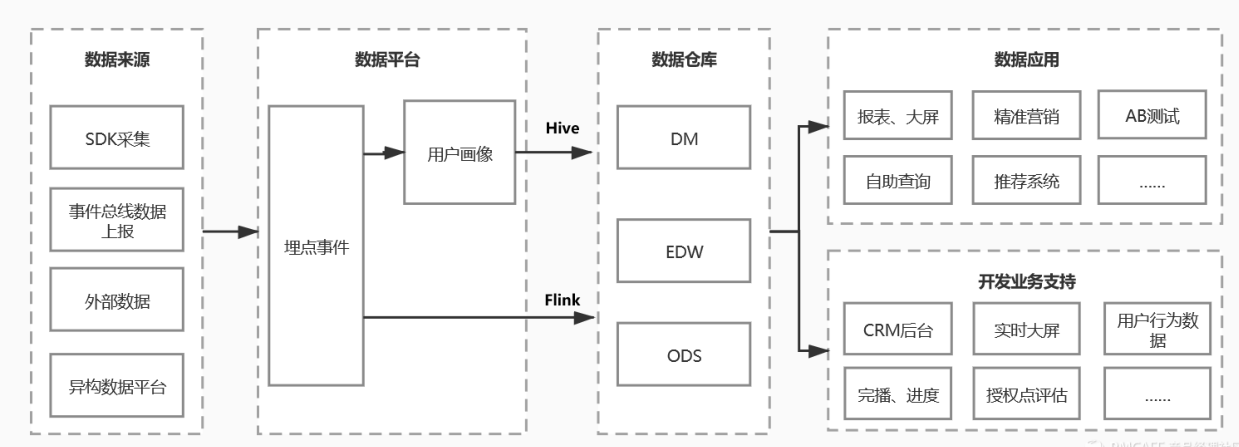 数据来源
SDK采集
事件总线数据
上报
外部数据
异构数据平台
数据平台
埋点事件
用户画像
Hive
Flink
数据仓库
DM
EDW
ODS
数据应用
报表、大屏
精准营销
AB测试
自助查询
推荐系统
......
开发业务支持
CRM后台
实时大屏
用户行为数
据
完播、进度
授权点评估
......